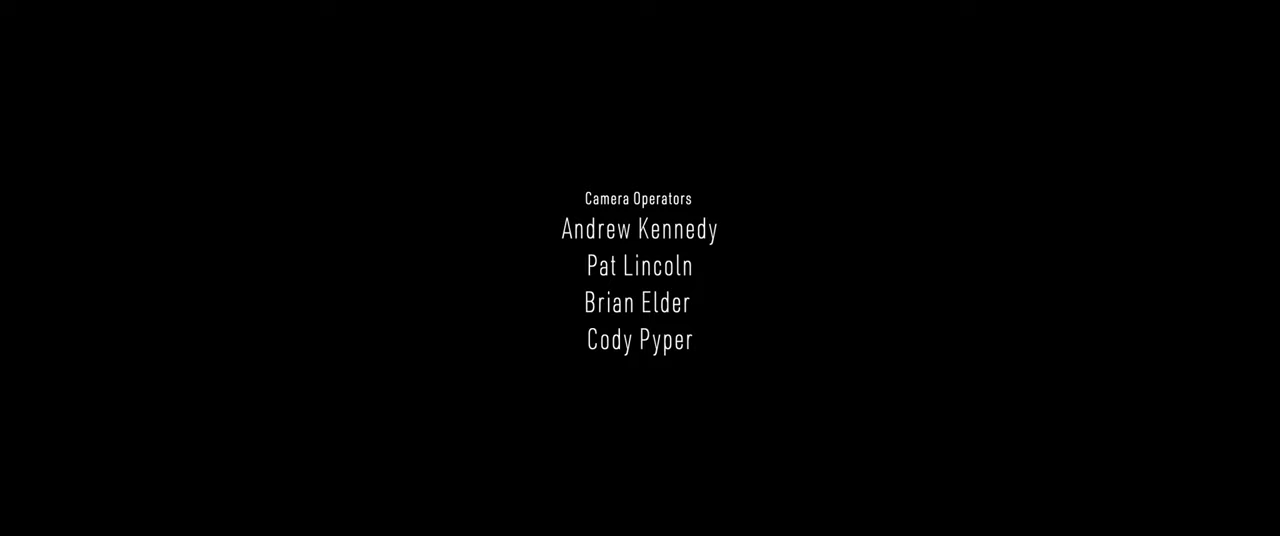 Camera Operators
Andrew Kennedy
Pat Lincoln
Brian Elder
Cody Pyper